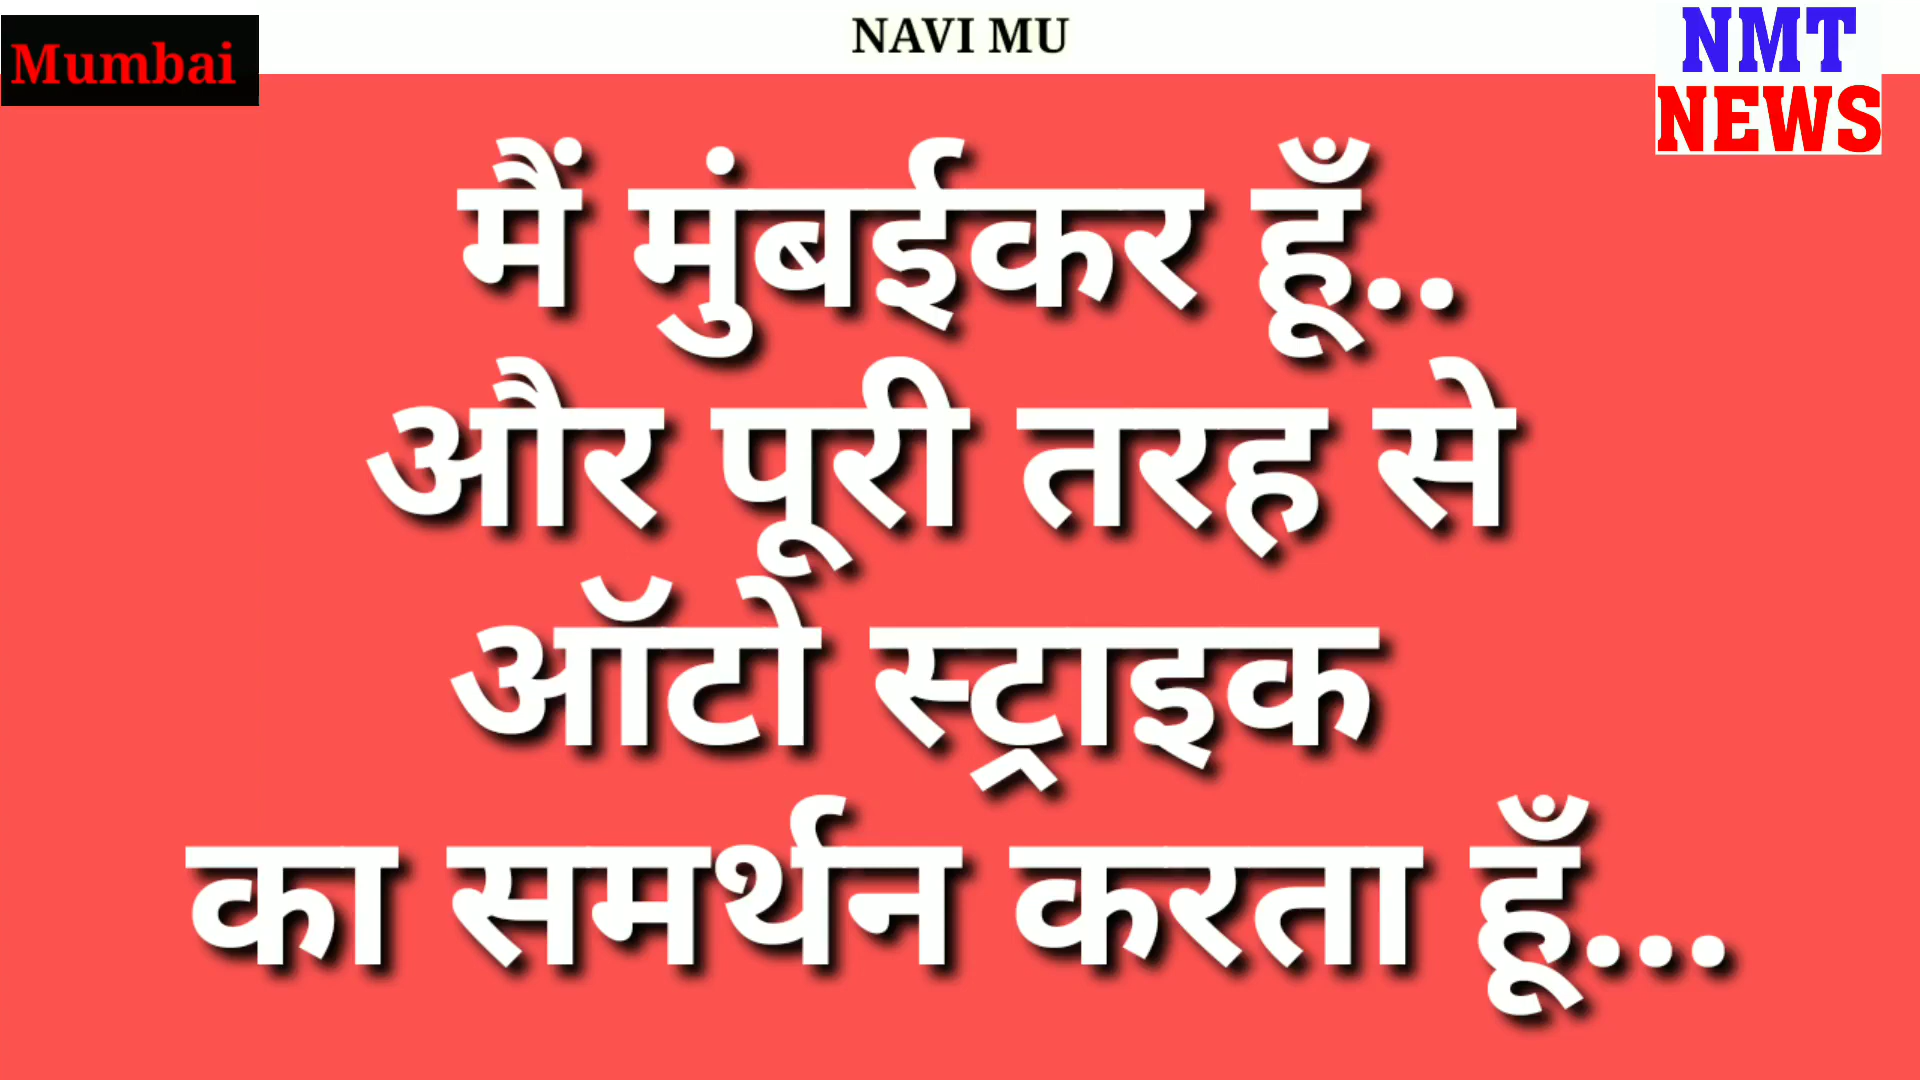 Mumbai
NAVI MU
NMT
NEWS
मैं मुंबईकर हूँ..
और पूरी तरह से
ऑटो स्ट्राइक
का समर्थन करता हूँ...